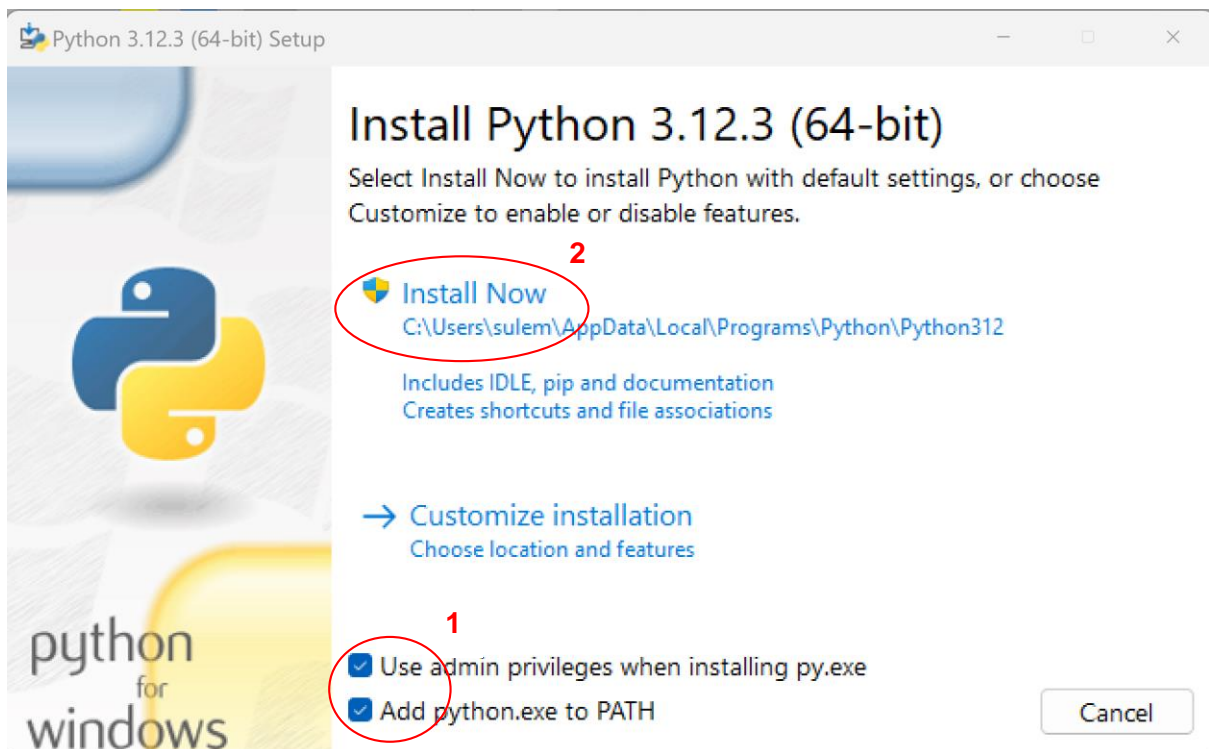 Python 3.12.3 (64-bit) Setup
Install Python 3.12.3 (64-bit)
Select Install Now to install Python with default settings, or choose
Customize to enable or disable features.
2
Install Now
C:\Users\sulem\AppData\Local\Programs\Python\Python312
Includes IDLE, pip and documentation
Creates shortcuts and file associations
Customize installation
Choose location and features
1
Use admin privileges when installing py.exe
Add python.exe to PATH
Cancel
python
for
windows